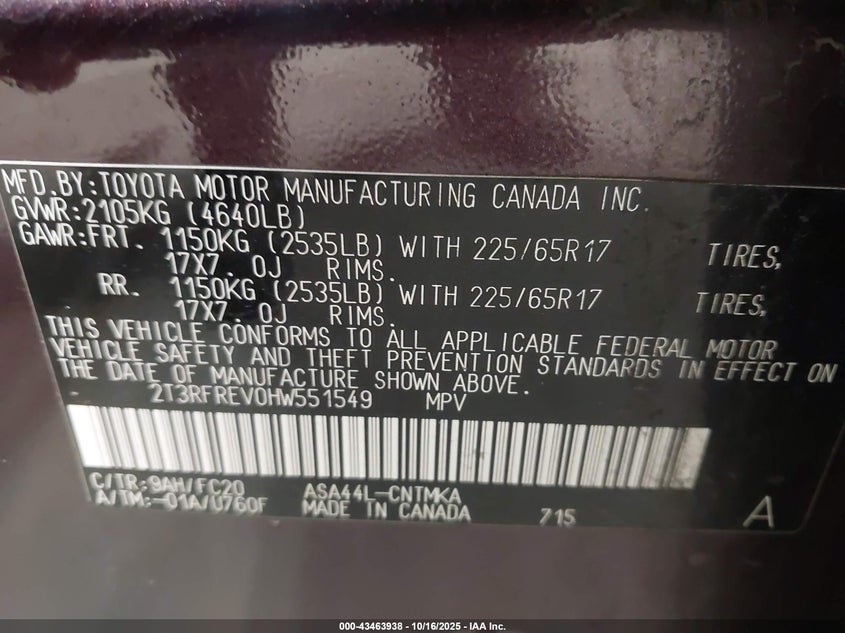 MFD.BY:TOYOTA MOTOR MANUFACTURING CANADA INC.
GVWR:2105KG (4640LB)
GAWR:FRT. 1150KG (2535LB) WITH 225/65R17 TIRES,
17X7. 0J RIMS.
RR. 1150KG (2535LB) WITH 225/65R17 TIRES,
17X7. 0J RIMS.
THIS VEHICLE CONFORMS TO ALL APPLICABLE FEDERAL MOTOR
VEHICLE SAFETY AND THEFT PREVENTION STANDARDS IN EFFECT ON
THE DATE OF MANUFACTURE SHOWN ABOVE.
2T3RFREV0HW551549 MPV
C/TR:9AH/FC20 ASA44L-CNTMKA
A/TM:-01A/U760F MADE IN CANADA 715 A
000-43463938 - 10/16/2025 - IAA Inc.